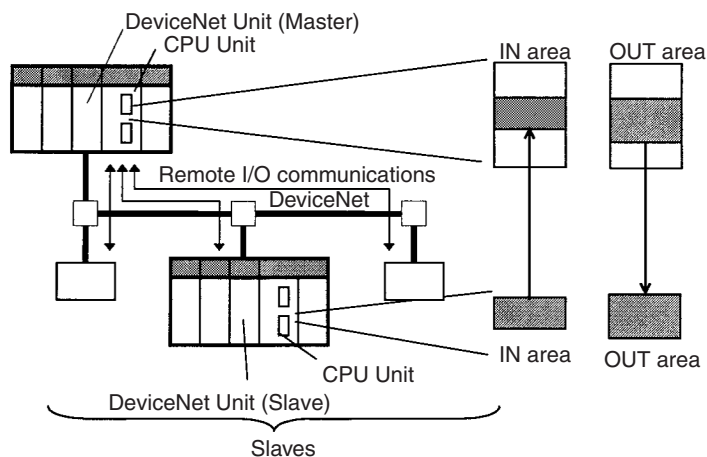 DeviceNet Unit (Master)
CPU Unit
IN area
OUT area
Remote I/O communications
DeviceNet
IN area
OUT area
CPU Unit
DeviceNet Unit (Slave)
Slaves